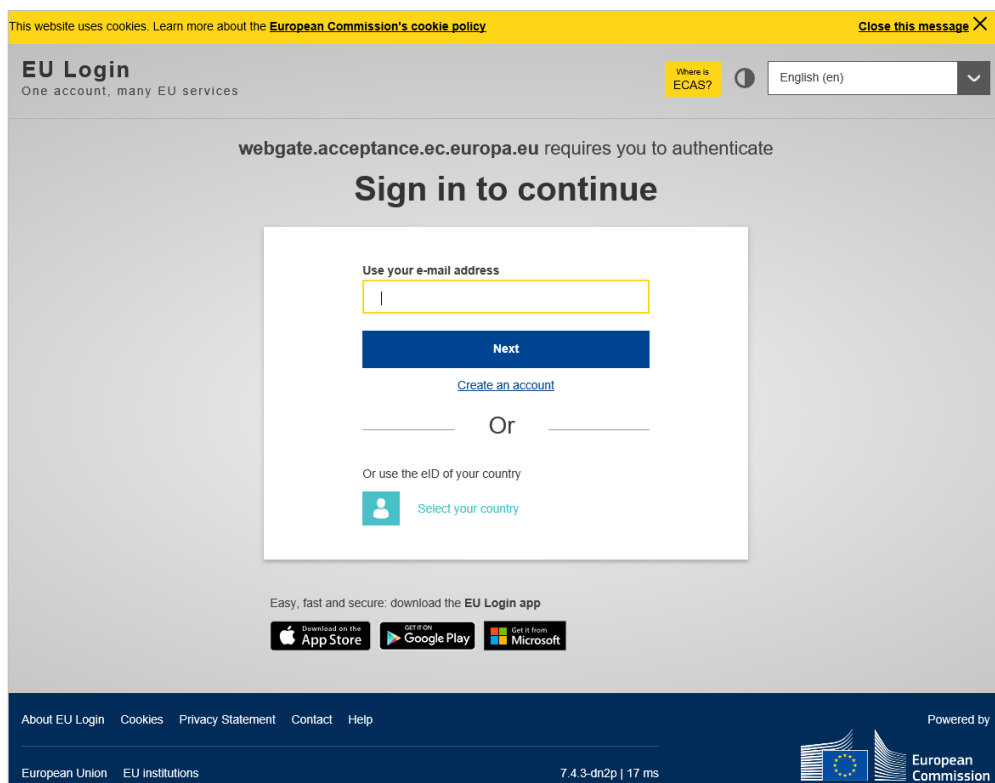 This website uses cookies. Learn more about the European Commission's cookie policy Close this message
EU Login
One account, many EU services
Where is
ECAS?
English (en)
webgate.acceptance.ec.europa.eu requires you to authenticate
Sign in to continue
Use your e-mail address
Next
Create an account
Or
Or use the eID of your country
Select your country
Easy, fast and secure: download the EU Login app
Download on the
App Store
GET IT ON
Google Play
Get it from
Microsoft
About EU Login Cookies Privacy Statement Contact Help
Powered by
European Union EU institutions
7.4.3-dn2p | 17 ms
European
Commission